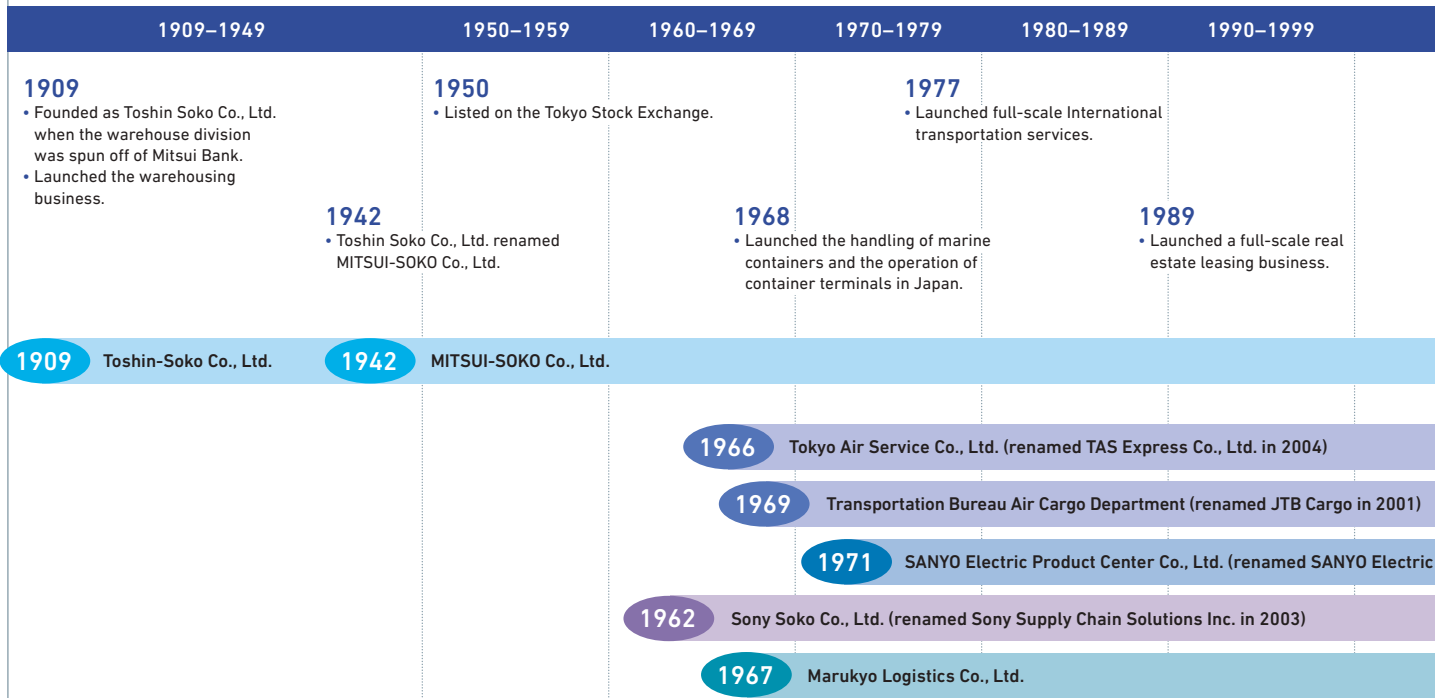 1909–1949 1950–1959 1960–1969 1970–1979 1980–1989 1990–1999
1909
• Founded as Toshin Soko Co., Ltd.
when the warehouse division
was spun off of Mitsui Bank.
• Launched the warehousing
business.
1950
• Listed on the Tokyo Stock Exchange.
1977
• Launched full-scale International
transportation services.
1942
• Toshin Soko Co., Ltd. renamed
MITSUI-SOKO Co., Ltd.
1968
• Launched the handling of marine
containers and the operation of
container terminals in Japan.
1989
• Launched a full-scale real
estate leasing business.
1909 Toshin-Soko Co., Ltd. 1942 MITSUI-SOKO Co., Ltd.
1966 Tokyo Air Service Co., Ltd. (renamed TAS Express Co., Ltd. in 2004)
1969 Transportation Bureau Air Cargo Department (renamed JTB Cargo in 2001)
1971 SANYO Electric Product Center Co., Ltd. (renamed SANYO Electric
1962 Sony Soko Co., Ltd. (renamed Sony Supply Chain Solutions Inc. in 2003)
1967 Marukyo Logistics Co., Ltd.